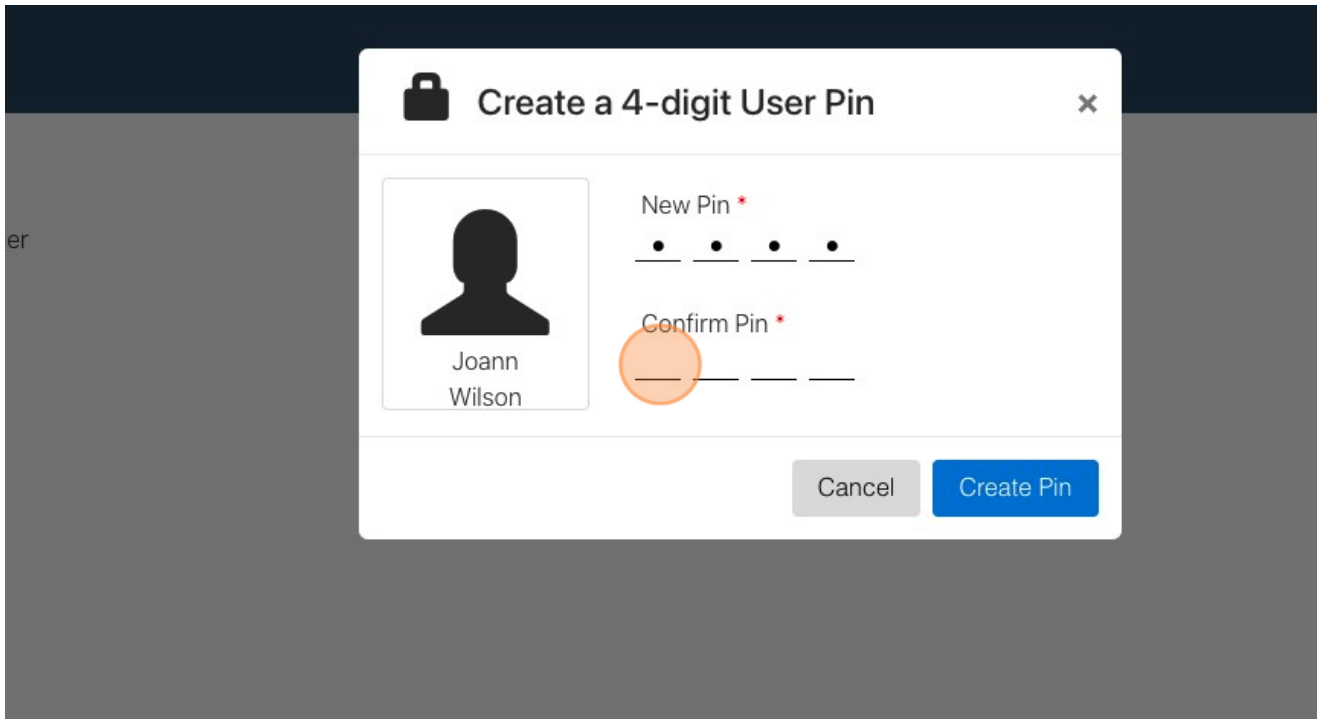 Create a 4-digit User Pin
×
er
New Pin *
• • • •
Confirm Pin *
Joann
Wilson
Cancel
Create Pin